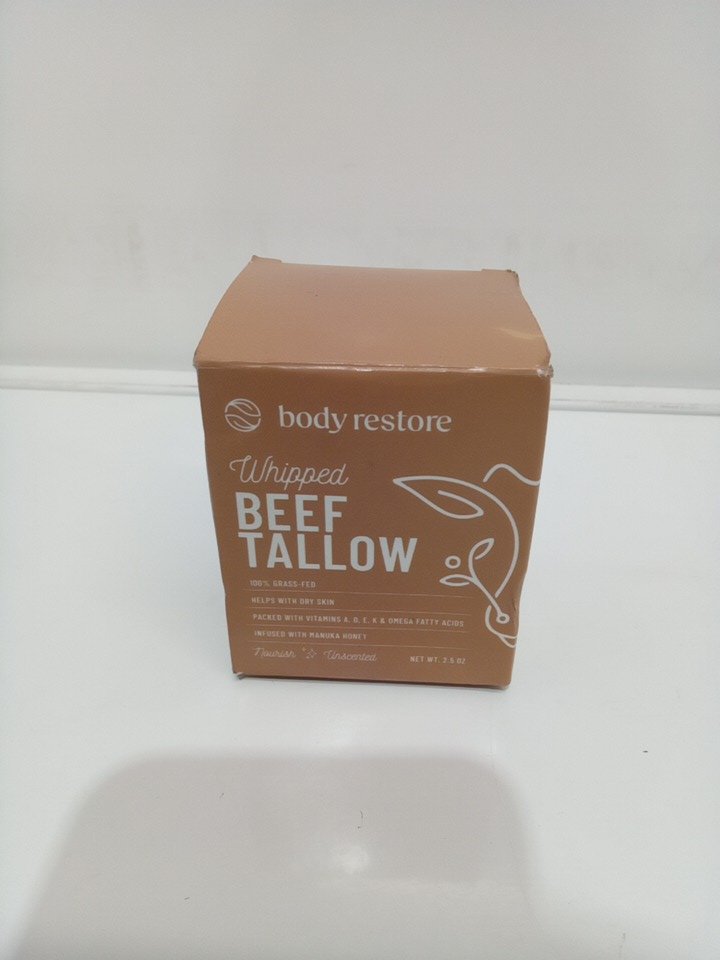 body restore
Whipped
BEEF
TALLOW
100% GRASS-FED
HELPS WITH DRY SKIN
PACKED WITH VITAMINS A, D, E, K & OMEGA FATTY ACIDS
INFUSED WITH MANUKA HONEY
Nourish Unscented
NET WT. 2.5 OZ